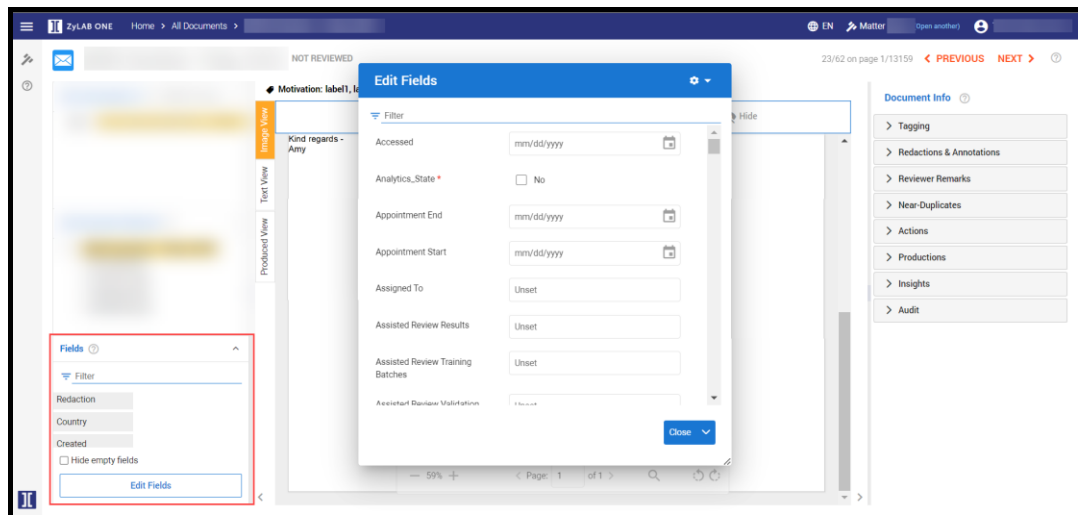 ZyLAB ONE Home > All Documents >
EN Matter (Open another)
NOT REVIEWED
23/62 on page 1/13159 PREVIOUS NEXT
Motivation: label1,
Image View
Text View
Produced View
Kind regards -
Amy
Hide
Edit Fields
Filter
Accessed mm/dd/yyyy
Analytics_State * No
Appointment End mm/dd/yyyy
Appointment Start mm/dd/yyyy
Assigned To Unset
Assisted Review Results Unset
Assisted Review Training
Batches Unset
Assisted Review Validation Unset
Close
59% Page: 1 of 1
Fields
Filter
Redaction
Country
Created
Hide empty fields
Edit Fields
Document Info
Tagging
Redactions & Annotations
Reviewer Remarks
Near-Duplicates
Actions
Productions
Insights
Audit